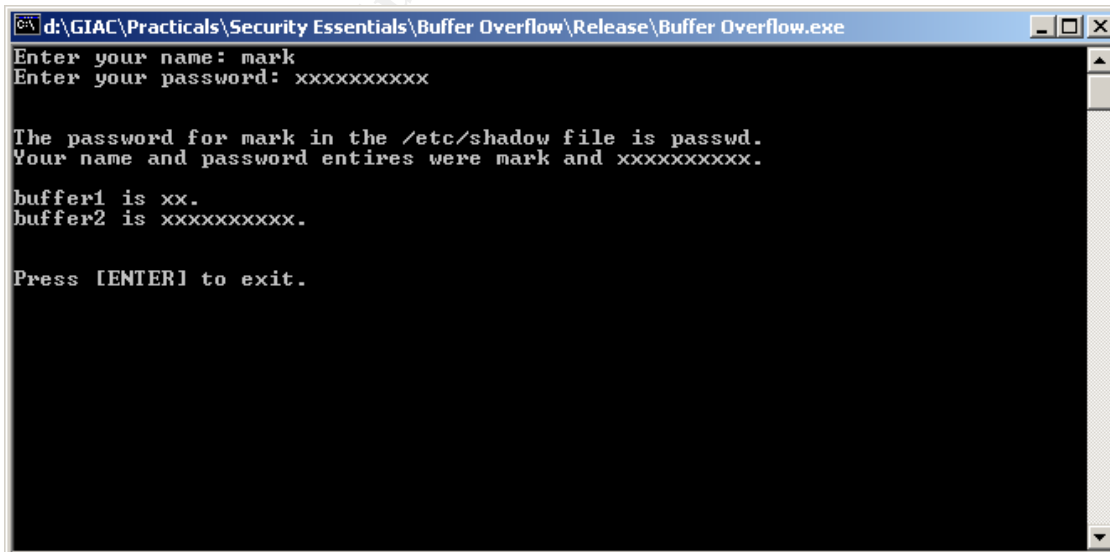 d:\GIAC\Practicals\Security Essentials\Buffer Overflow\Release\Buffer Overflow.exe
Enter your name: mark
Enter your password: xxxxxxxxxx
The password for mark in the /etc/shadow file is passwd.
Your name and password entires were mark and xxxxxxxxxx.
buffer1 is xx.
buffer2 is xxxxxxxxxx.
Press [ENTER] to exit.